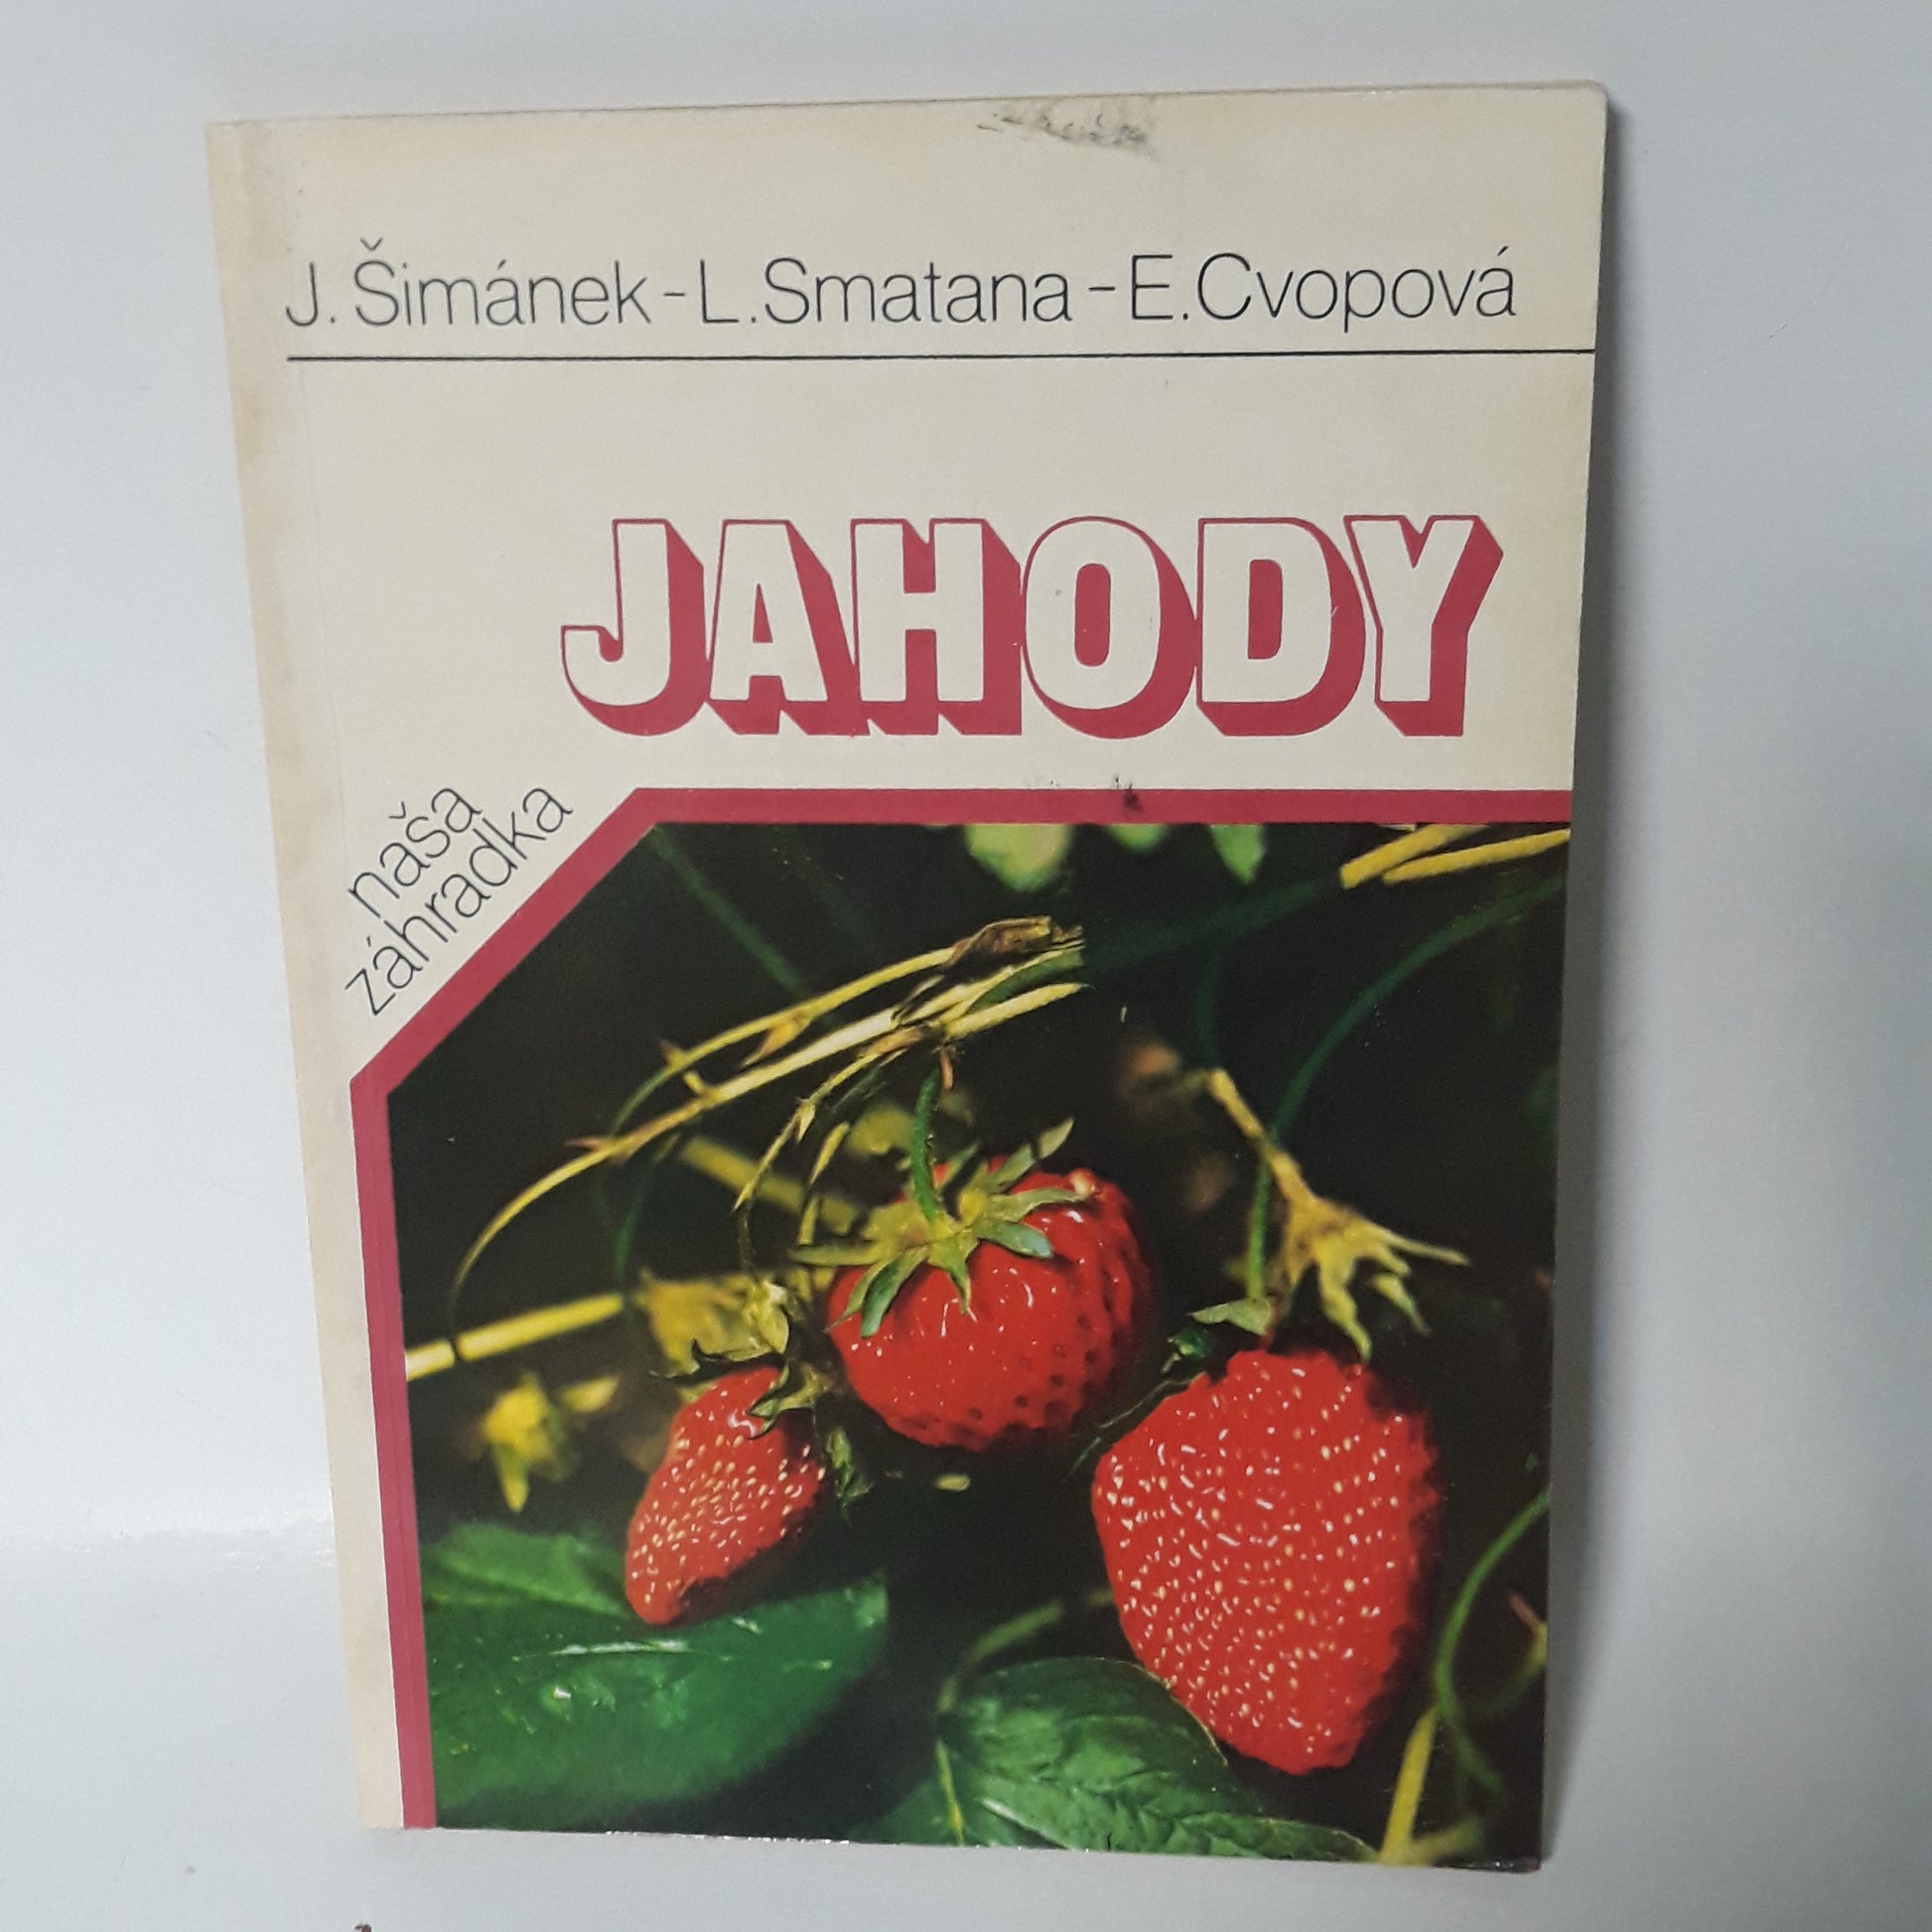 J. Šimánek - L. Smatana - E. Cvopová
JAHODY
naša
záhradka